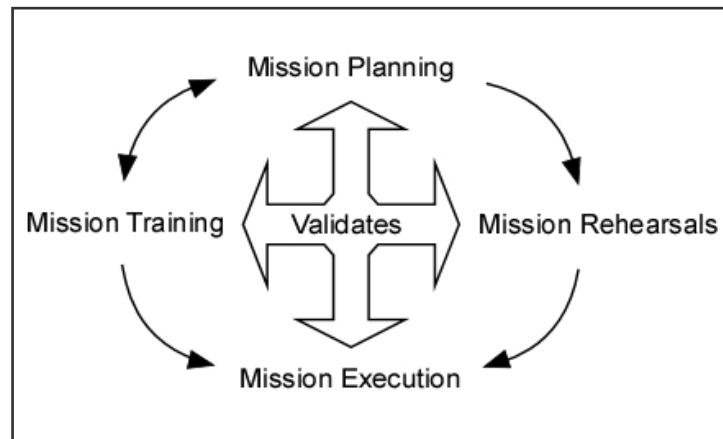 Mission Planning
Mission Training
Validates
Mission Rehearsals
Mission Execution